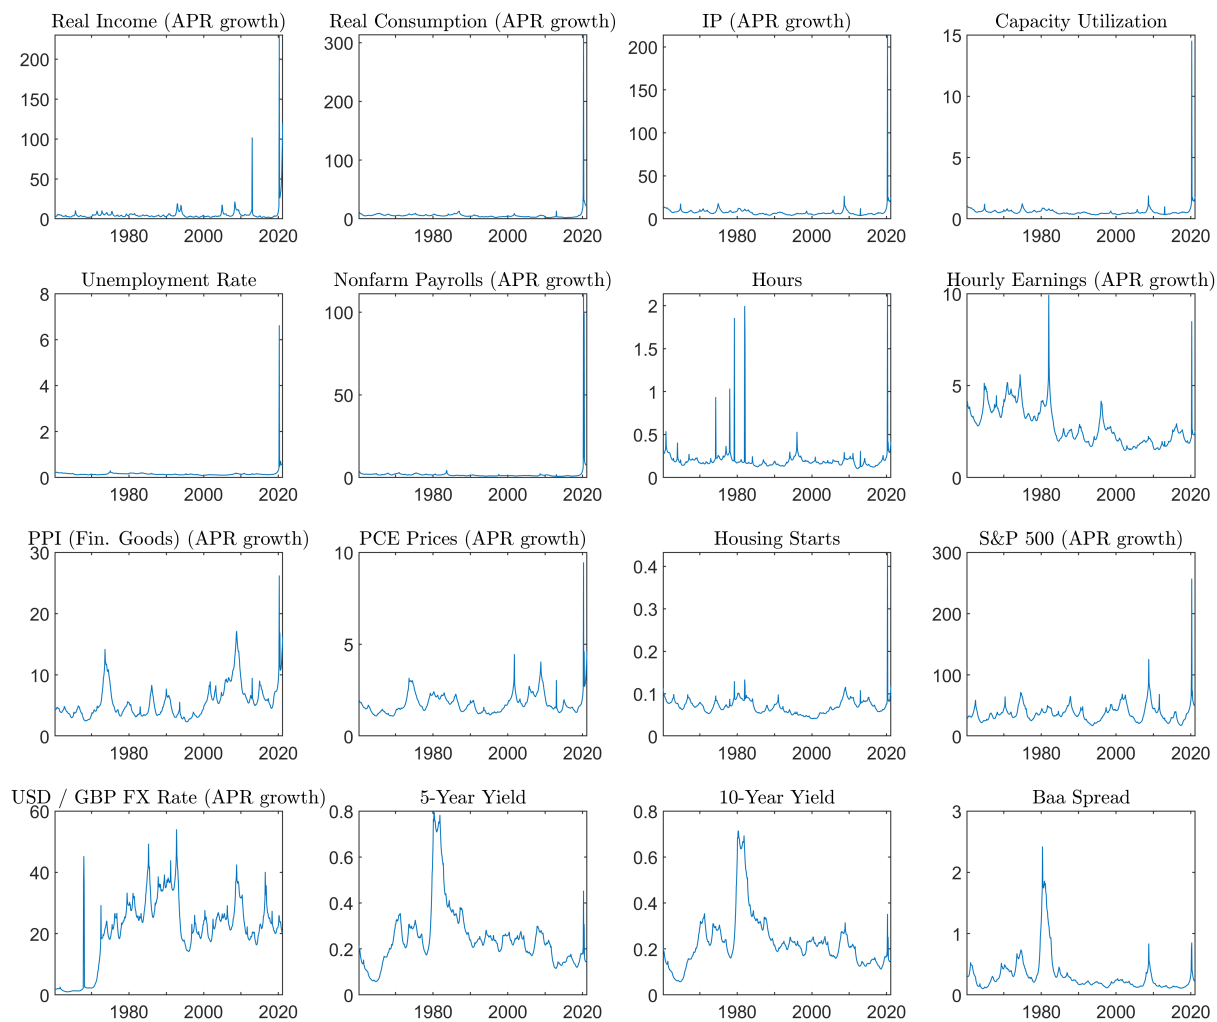 Real Income (APR growth)
200
150
100
50
0
1980 2000 2020
Real Consumption (APR growth)
300
200
100
0
1980 2000 2020
IP (APR growth)
200
150
100
50
0
1980 2000 2020
Capacity Utilization
15
10
5
0
1980 2000 2020
Unemployment Rate
8
6
4
2
0
1980 2000 2020
Nonfarm Payrolls (APR growth)
100
50
0
1980 2000 2020
Hours
2
1.5
1
0.5
0
1980 2000 2020
Hourly Earnings (APR growth)
10
5
0
1980 2000 2020
PPI (Fin. Goods) (APR growth)
30
20
10
0
1980 2000 2020
PCE Prices (APR growth)
10
5
0
1980 2000 2020
Housing Starts
0.4
0.3
0.2
0.1
0
1980 2000 2020
S&P 500 (APR growth)
300
200
100
0
1980 2000 2020
USD / GBP FX Rate (APR growth)
60
40
20
0
1980 2000 2020
5-Year Yield
0.8
0.6
0.4
0.2
0
1980 2000 2020
10-Year Yield
0.8
0.6
0.4
0.2
0
1980 2000 2020
Baa Spread
3
2
1
0
1980 2000 2020